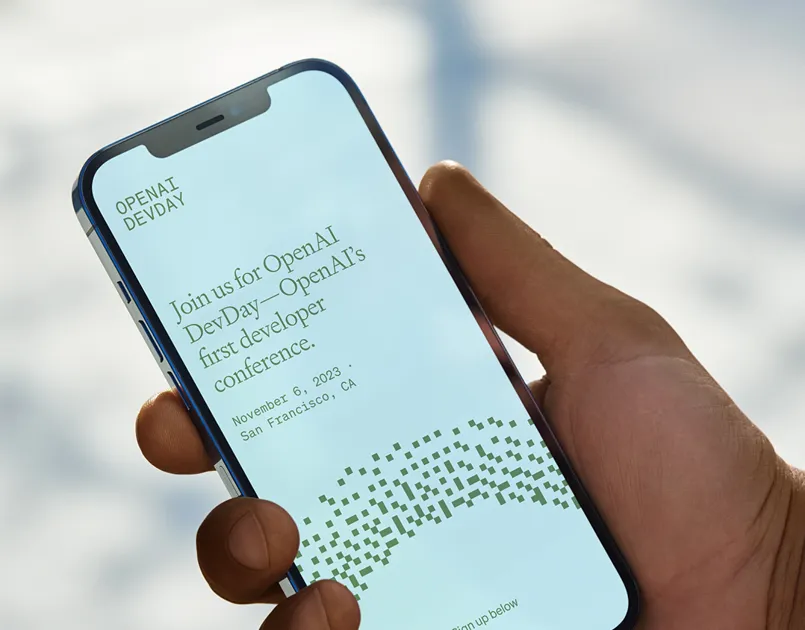 OPENAI
DEVDAY
Join us for OpenAI
DevDay—OpenAI's
first developer
conference.
November 6, 2023 ·
San Francisco, CA
Sign up below